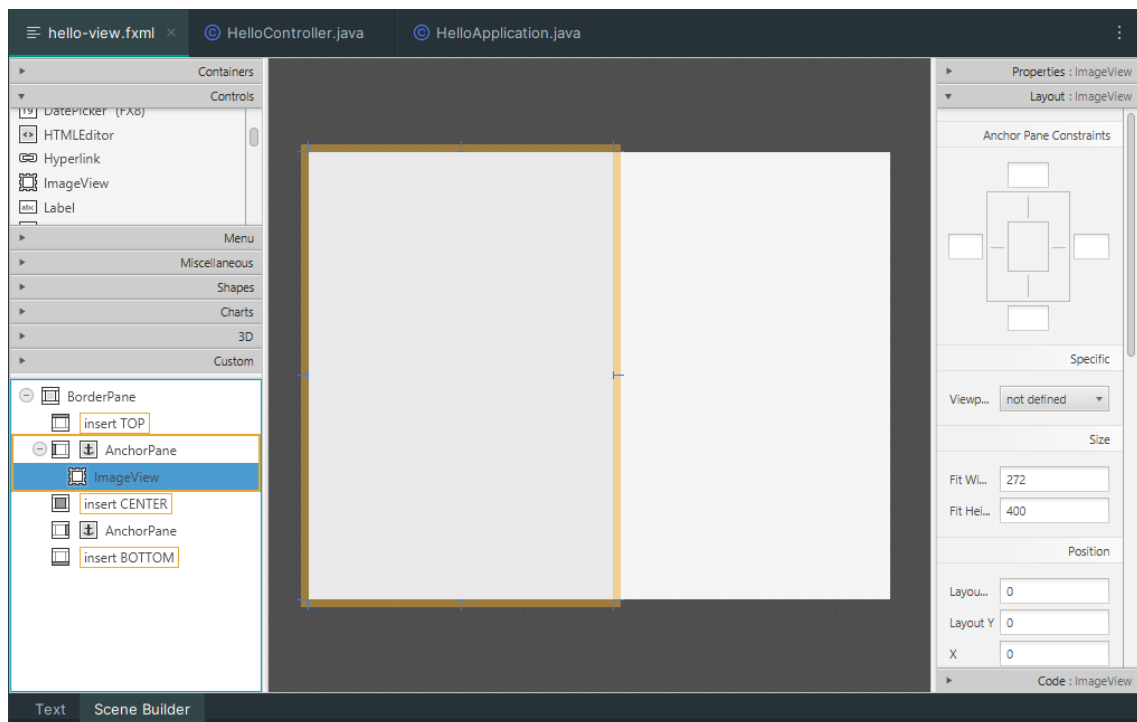 hello-view.fxml × HelloController.java HelloApplication.java
Containers
Controls
DatePicker (FX8)
HTMLEditor
Hyperlink
ImageView
Label
Menu
Miscellaneous
Shapes
Charts
3D
Custom
BorderPane
insert TOP
AnchorPane
ImageView
insert CENTER
AnchorPane
insert BOTTOM
Properties : ImageView
Layout : ImageView
Anchor Pane Constraints
Specific
Viewp... not defined
Size
Fit Wi... 272
Fit Hei... 400
Position
Layou... 0
Layout Y 0
X 0
Code : ImageView
Text Scene Builder